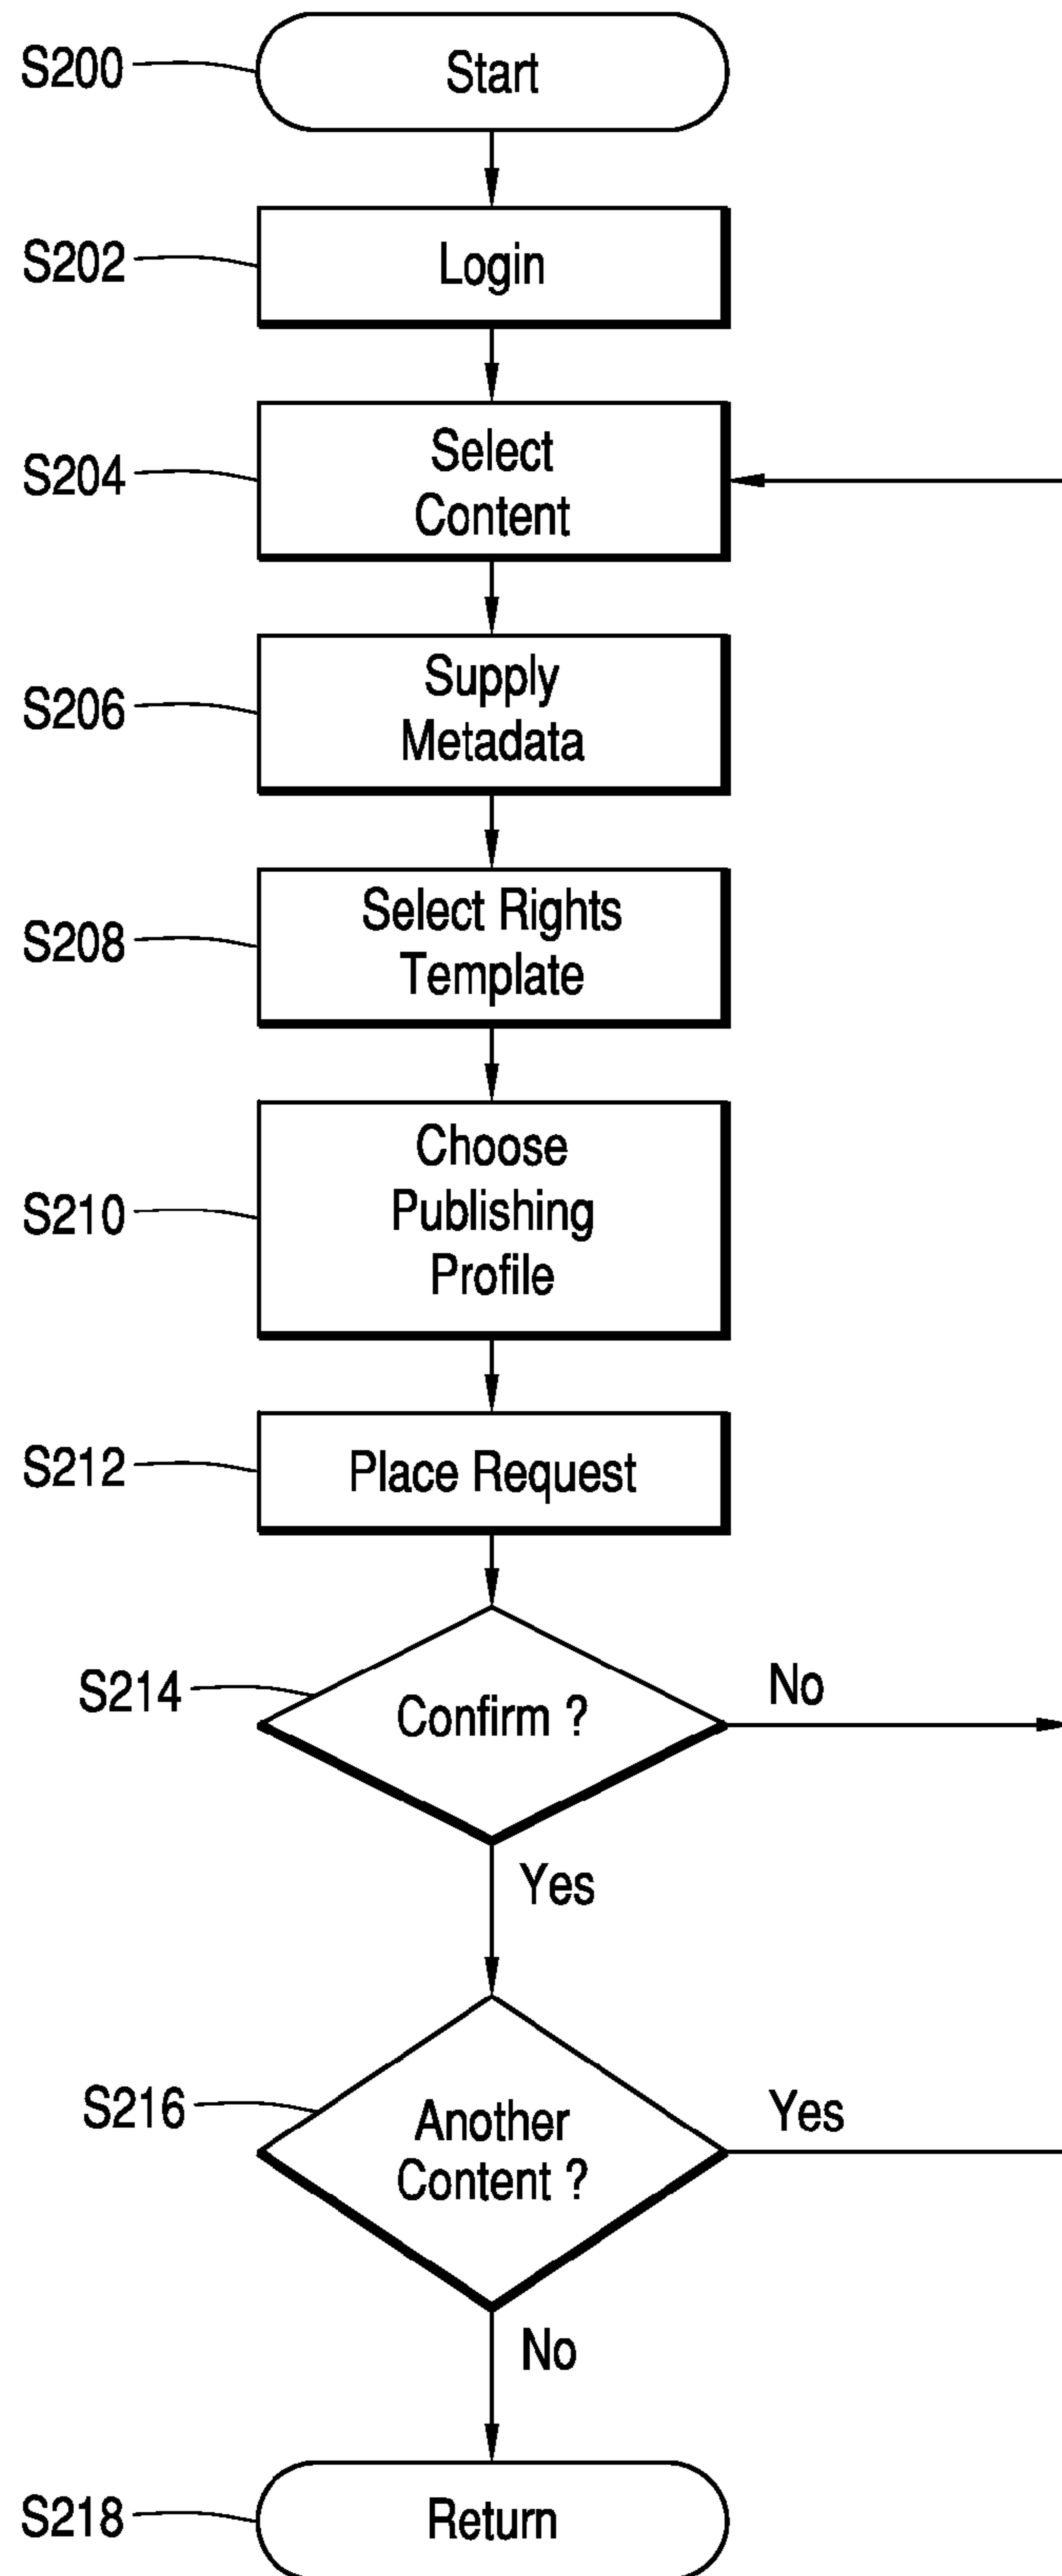 S200
Start
S202
Login
S204
Select
Content
S206
Supply
Metadata
S208
Select Rights
Template
S210
Choose
Publishing
Profile
S212
Place Request
S214
Confirm ?
No
Yes
S216
Another
Content ?
Yes
No
S218
Return